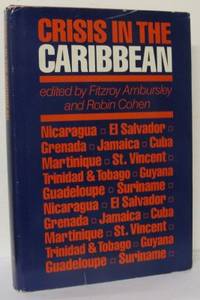 CRISIS IN THE
CARIBBEAN
edited by Fitzroy Ambursley
and Robin Cohen
Nicaragua ▫ El Salvador ▫
Grenada ▫ Jamaica ▫ Cuba
Martinique ▫ St. Vincent ▫
Trinidad & Tobago ▫ Guyana
Guadeloupe ▫ Suriname ▫
Nicaragua ▫ El Salvador ▫
Grenada ▫ Jamaica ▫ Cuba
Martinique ▫ St. Vincent ▫
Trinidad & Tobago ▫ Guyana
Guadeloupe ▫ Suriname ▫